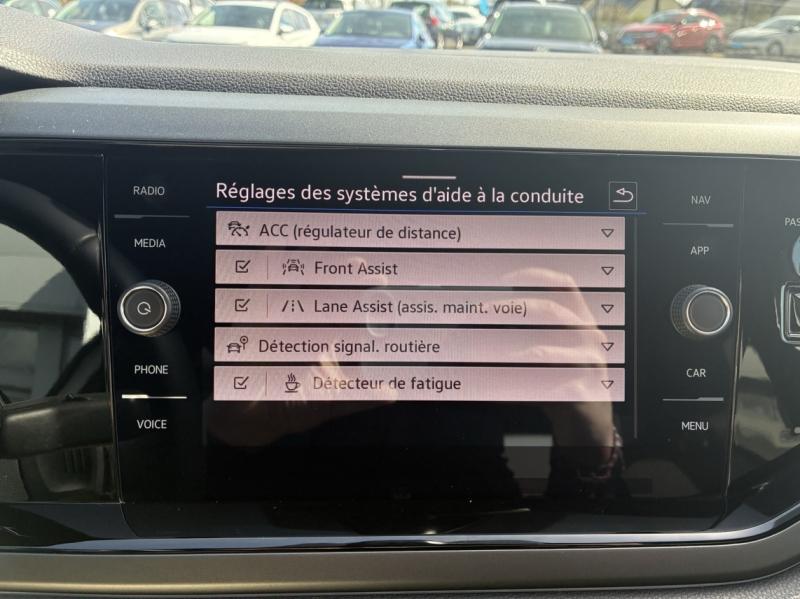 RADIO
MEDIA
PHONE
VOICE
Réglages des systèmes d'aide à la conduite
ACC (régulateur de distance)
Front Assist
Lane Assist (assis. maint. voie)
Détection signal. routière
Détecteur de fatigue
NAV
APP
CAR
MENU
PAS